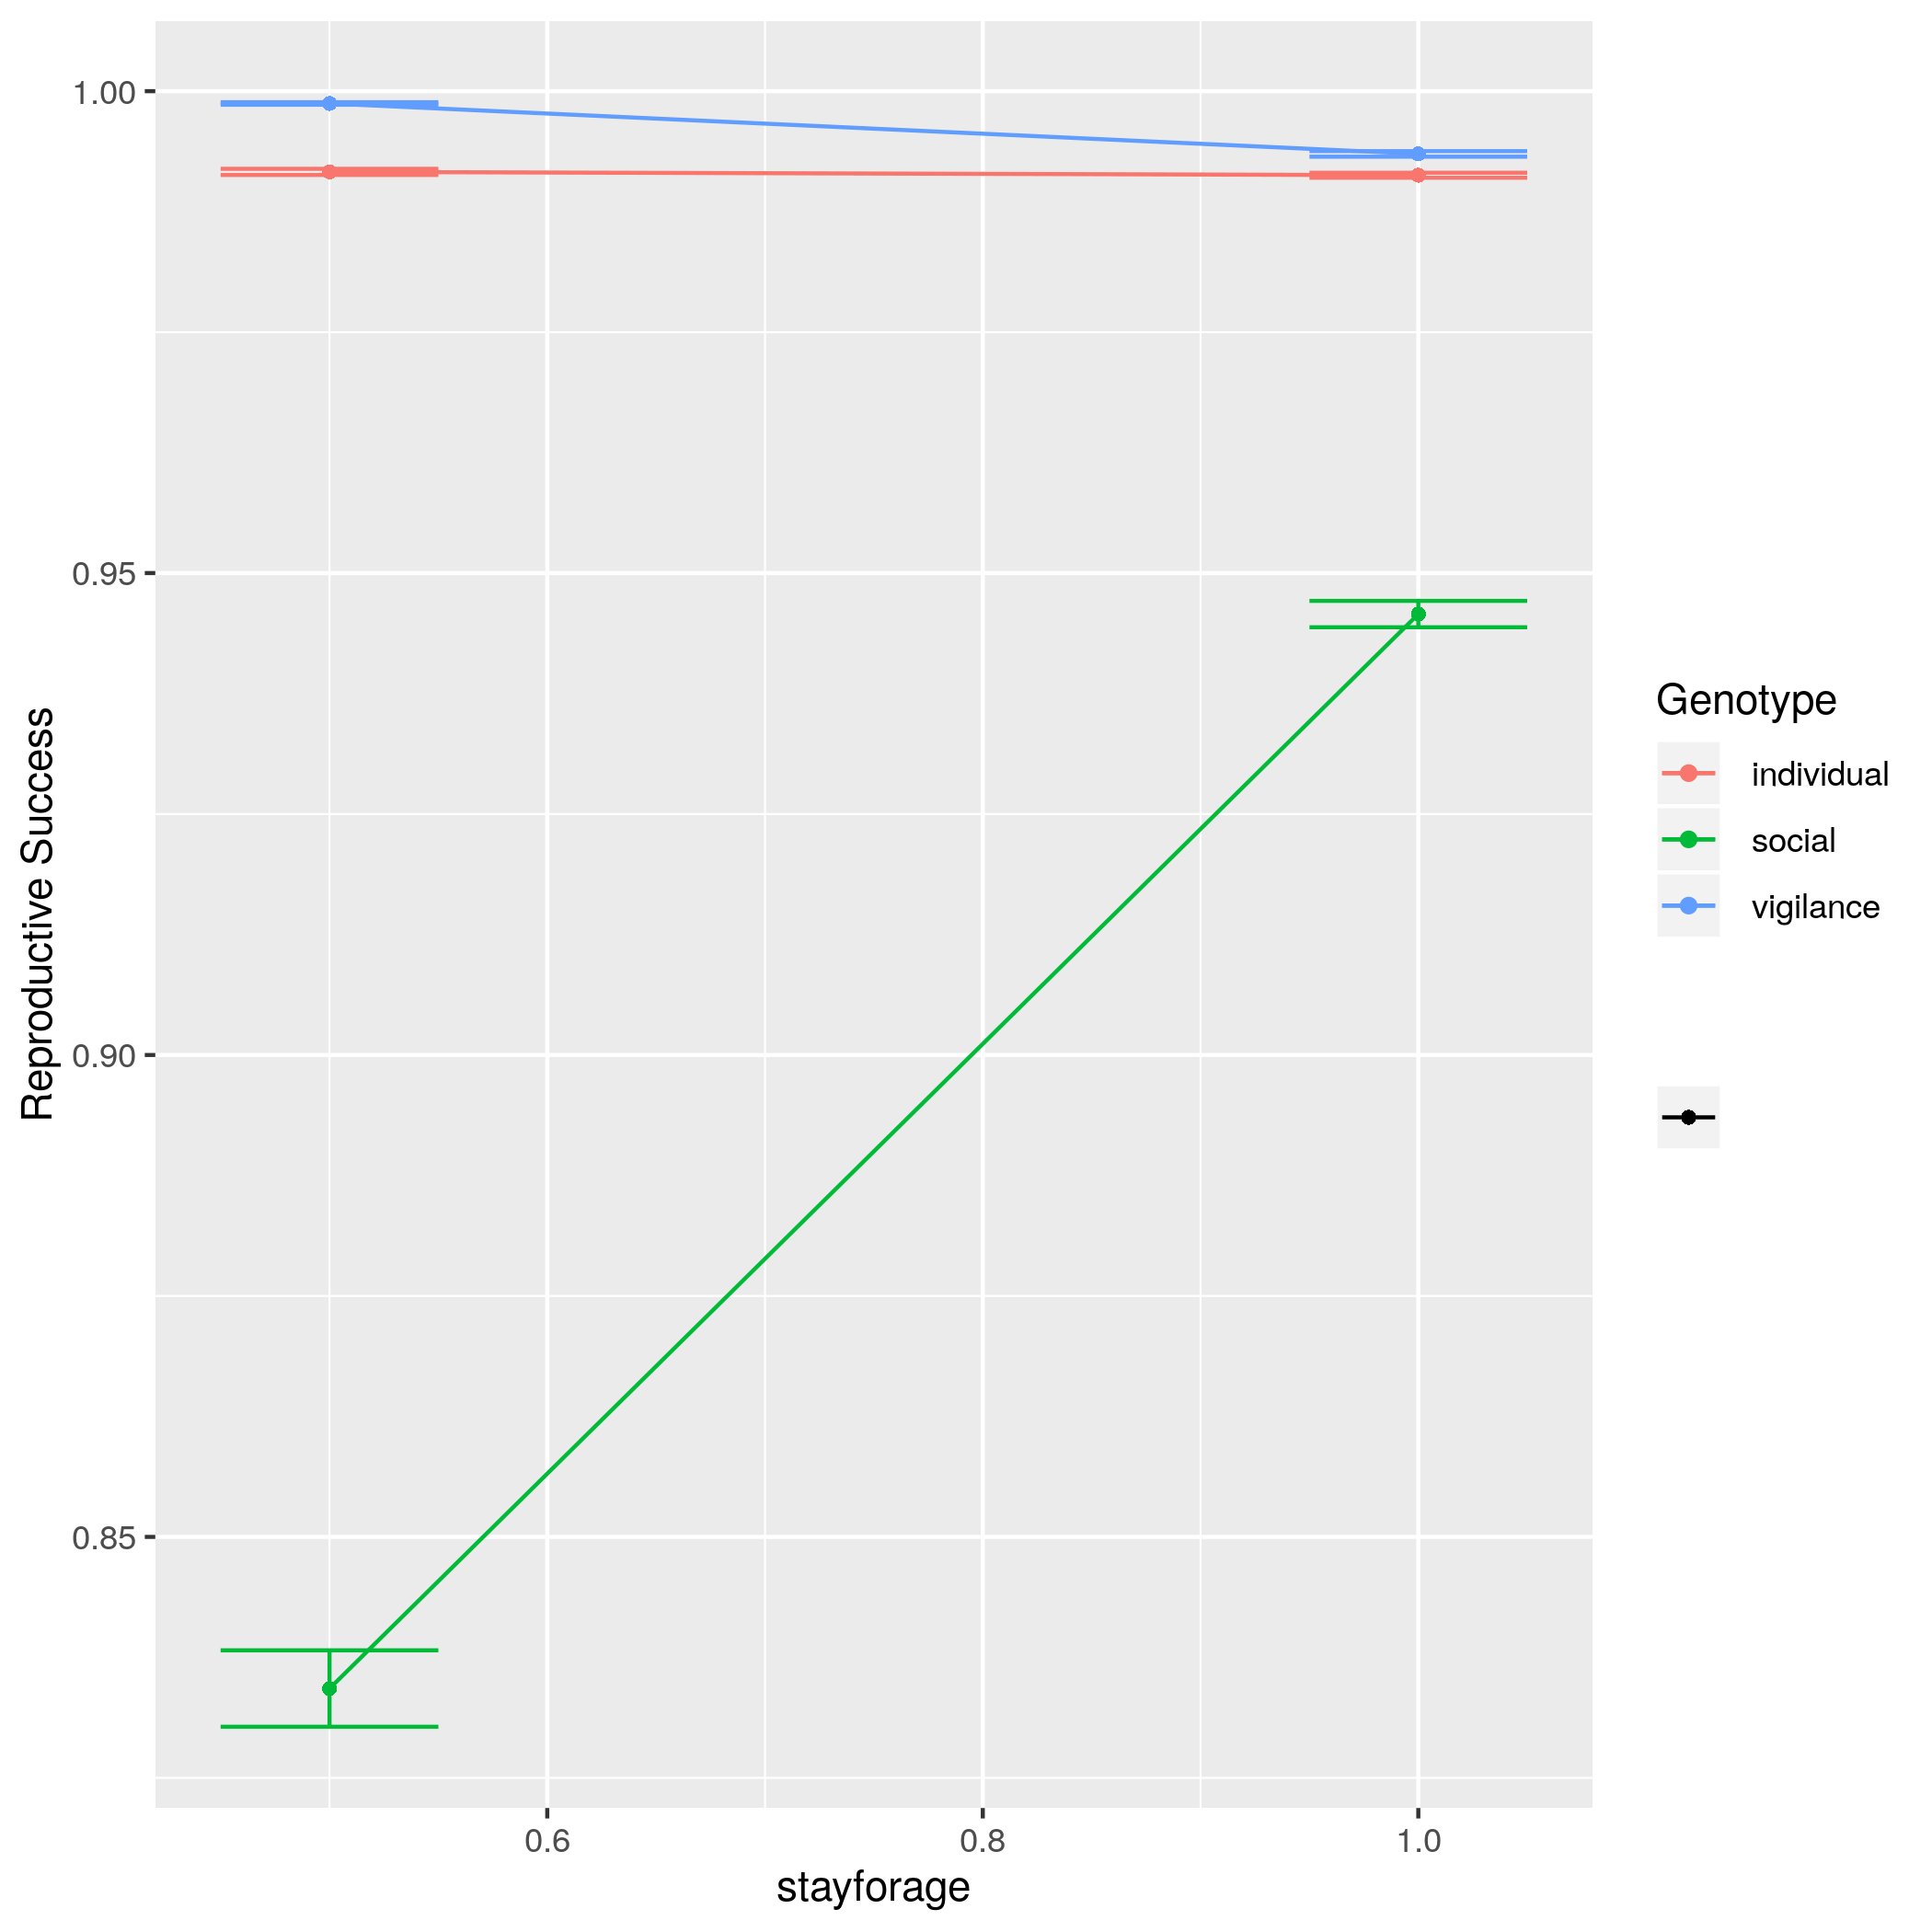 1.00
0.95
0.90
0.85
Reproductive Success
0.6 0.8 1.0
stayforage
Genotype
individual
social
vigilance